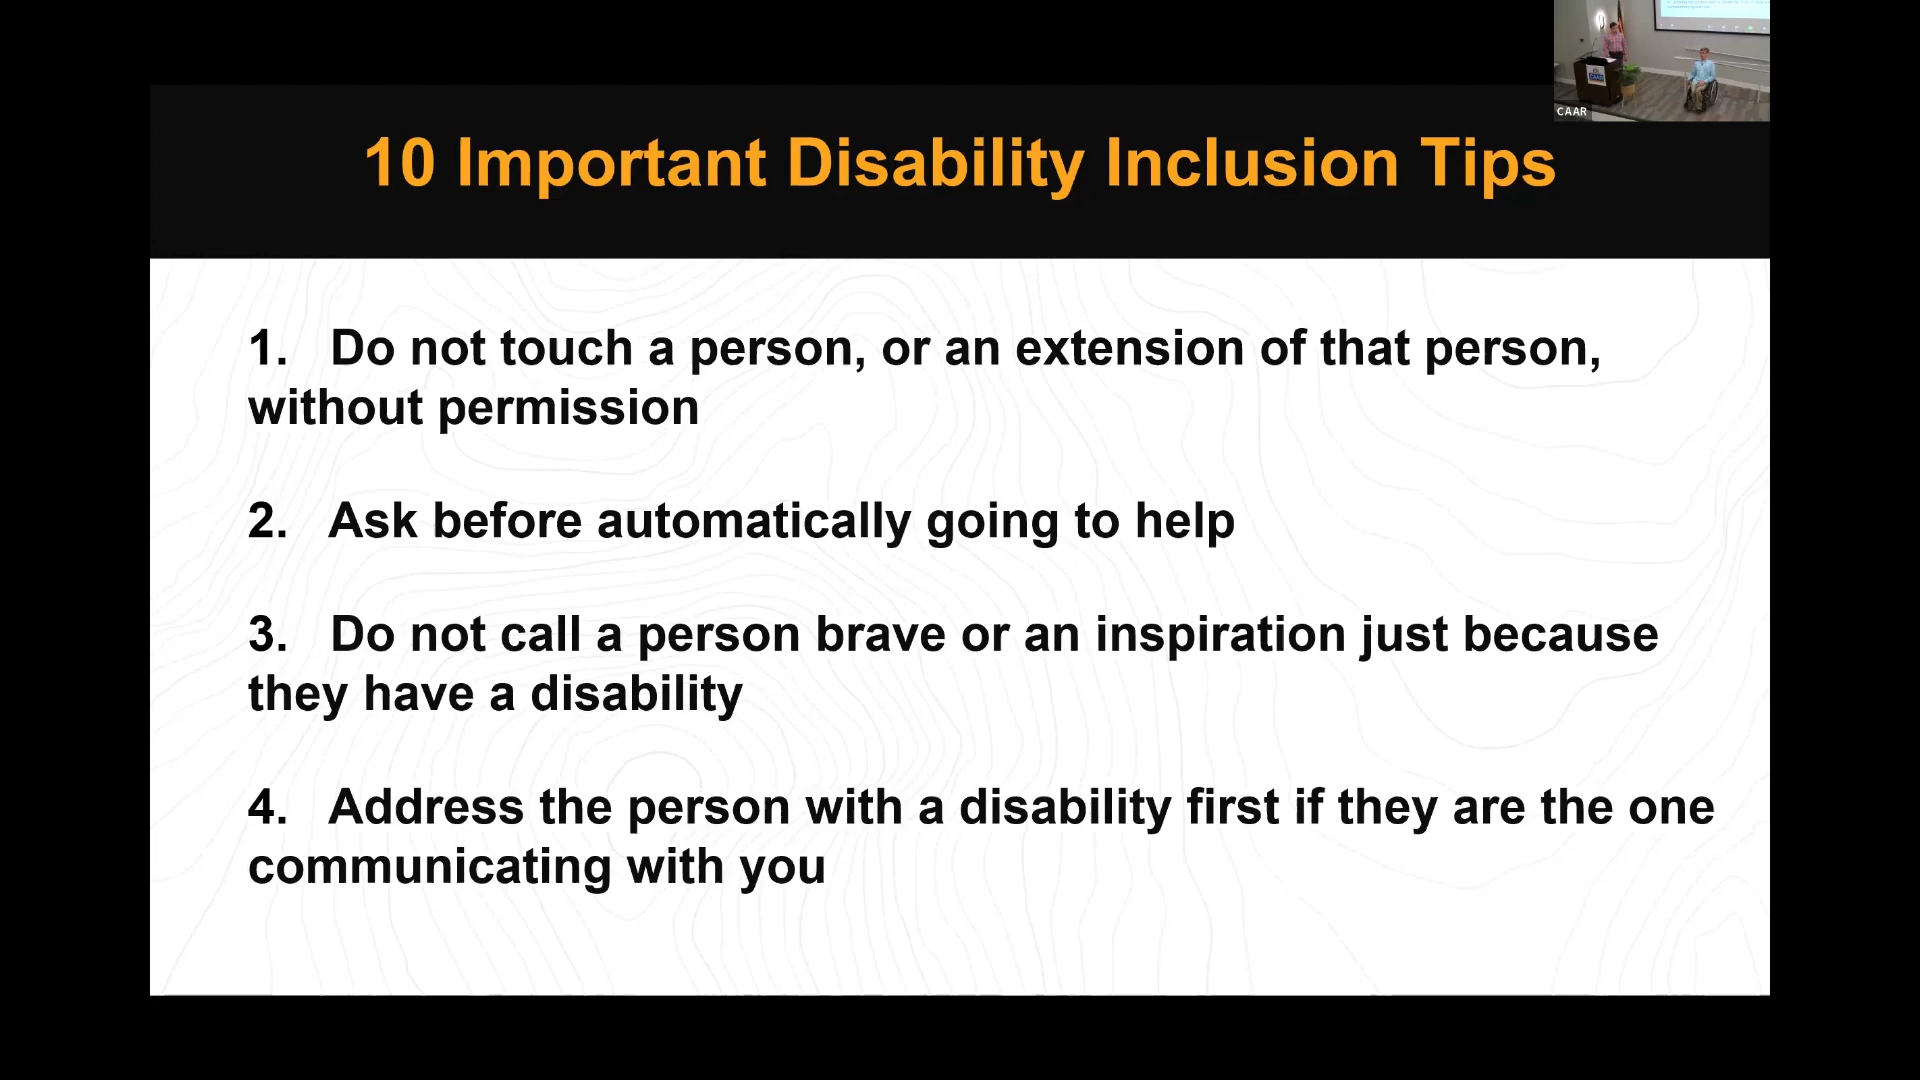 CAAR
10 Important Disability Inclusion Tips
1. Do not touch a person, or an extension of that person,
without permission
2. Ask before automatically going to help
3. Do not call a person brave or an inspiration just because
they have a disability
4. Address the person with a disability first if they are the one
communicating with you